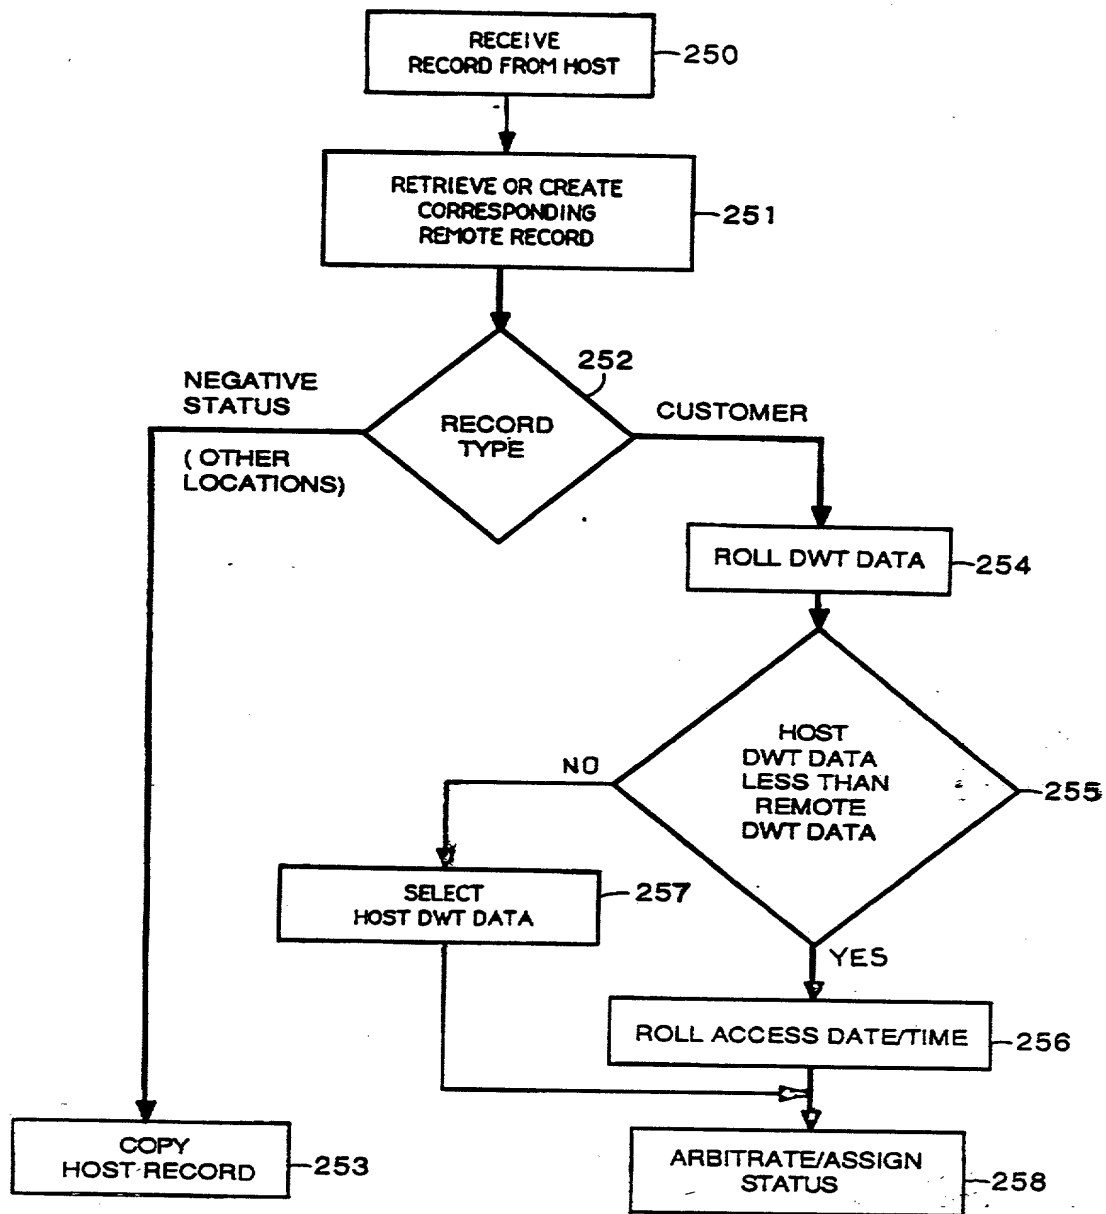 RECEIVE
RECORD FROM HOST
250
RETRIEVE OR CREATE
CORRESPONDING
REMOTE RECORD
251
252
RECORD
TYPE
NEGATIVE
STATUS
(OTHER
LOCATIONS)
CUSTOMER
ROLL DWT DATA
254
HOST
DWT DATA
LESS THAN
REMOTE
DWT DATA
255
NO
SELECT
HOST DWT DATA
257
YES
ROLL ACCESS DATE/TIME
256
COPY
HOST RECORD
253
ARBITRATE/ASSIGN
STATUS
258